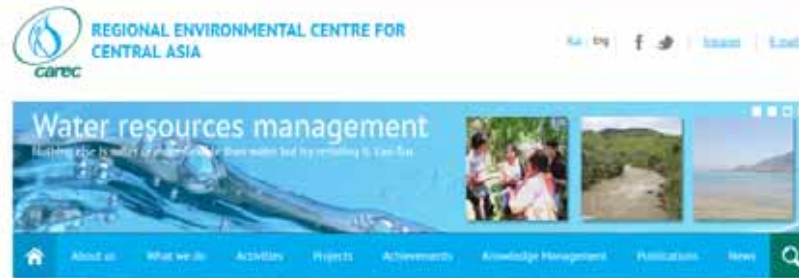 REGIONAL ENVIRONMENTAL CENTRE FOR
CENTRAL ASIA
carec
Eng
Water resources management
About us What we do Activities Projects Achievements Knowledge Management Publications News